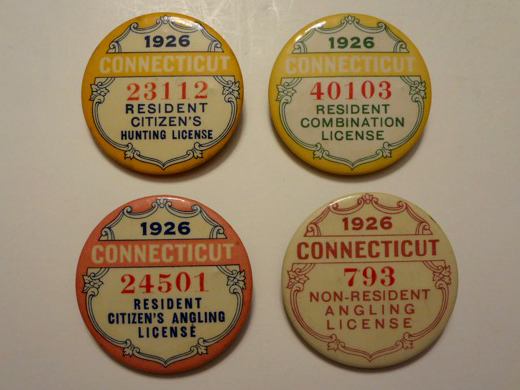 1926
CONNECTICUT
23112
RESIDENT
CITIZEN'S
HUNTING LICENSE
1926
CONNECTICUT
40103
RESIDENT
COMBINATION
LICENSE
1926
CONNECTICUT
24501
RESIDENT
CITIZEN'S ANGLING
LICENSE
1926
CONNECTICUT
793
NON-RESIDENT
ANGLING
LICENSE